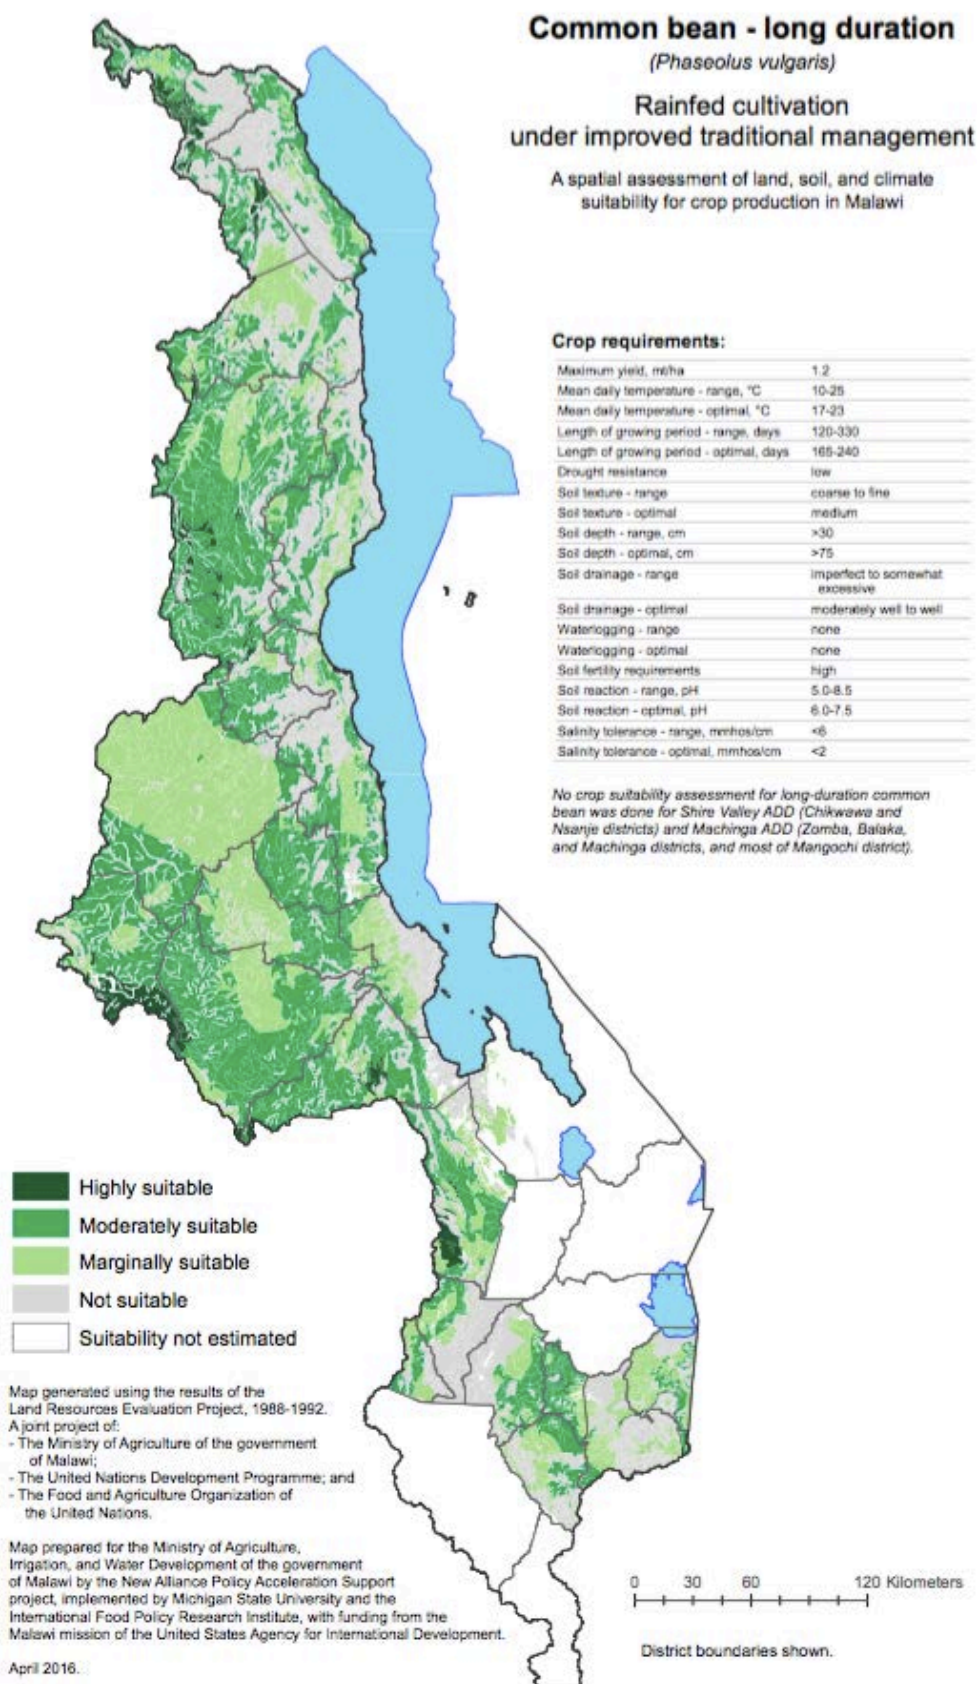 Common bean - long duration
(Phaseolus vulgaris)
Rainfed cultivation
under improved traditional management
A spatial assessment of land, soil, and climate
suitability for crop production in Malawi
Crop requirements:
Maximum yield, mt/ha 1.2
Mean daily temperature - range, °C 10-25
Mean daily temperature - optimal, °C 17-23
Length of growing period - range, days 120-330
Length of growing period - optimal, days 165-240
Drought resistance low
Soil texture - range coarse to fine
Soil texture - optimal medium
Soil depth - range, cm >30
Soil depth - optimal, cm >75
Soil drainage - range imperfect to somewhat
excessive
Soil drainage - optimal moderately well to well
Waterlogging - range none
Waterlogging - optimal none
Soil fertility requirements high
Soil reaction - range, pH 5.0-8.5
Soil reaction - optimal, pH 6.0-7.5
Salinity tolerance - range, mmhos/cm <6
Salinity tolerance - optimal, mmhos/cm <2
No crop suitability assessment for long-duration common
bean was done for Shire Valley ADD (Chikwawa and
Nsanje districts) and Machinga ADD (Zomba, Balaka,
and Machinga districts, and most of Mangochi district).
Highly suitable
Moderately suitable
Marginally suitable
Not suitable
Suitability not estimated
Map generated using the results of the
Land Resources Evaluation Project, 1988-1992.
A joint project of:
- The Ministry of Agriculture of the government
of Malawi;
- The United Nations Development Programme; and
- The Food and Agriculture Organization of
the United Nations.
Map prepared for the Ministry of Agriculture,
Irrigation, and Water Development of the government
of Malawi by the New Alliance Policy Acceleration Support
project, implemented by Michigan State University and the
International Food Policy Research Institute, with funding from the
Malawi mission of the United States Agency for International Development.
April 2016.
0 30 60 120 Kilometers
District boundaries shown.